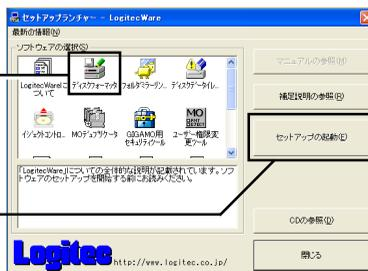 セットアップランチャー - LogitecWare
最新の情報(N)
ソフトウェアの選択(S)
LogitecWareについて
ディスクフォーマッタ
フォルダミラーリン...
ディスクデータイレ...
イジェクトコントロ...
MOデュプリケータ
GIGAMO用セキュリティツール
MO
ユーザー権限変更ツール
「LogitecWare」についての全体的な説明が記載されています。ソフトウェアのセットアップを開始する前にお読みください。
マニュアルの参照(M)
補足説明の参照(R)
セットアップの起動(E)
CDの参照(D)
閉じる
Logitec
http://www.logitec.co.jp/